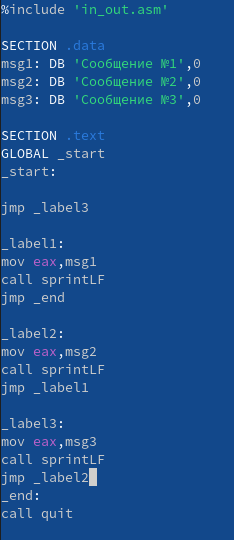 %include 'in_out.asm'
SECTION .data
msg1: DB 'Сообщение №1',0
msg2: DB 'Сообщение №2',0
msg3: DB 'Сообщение №3',0
SECTION .text
GLOBAL _start
_start:
jmp _label3
_label1:
mov eax,msg1
call sprintLF
jmp _end
_label2:
mov eax,msg2
call sprintLF
jmp _label1
_label3:
mov eax,msg3
call sprintLF
jmp _label2
_end:
call quit